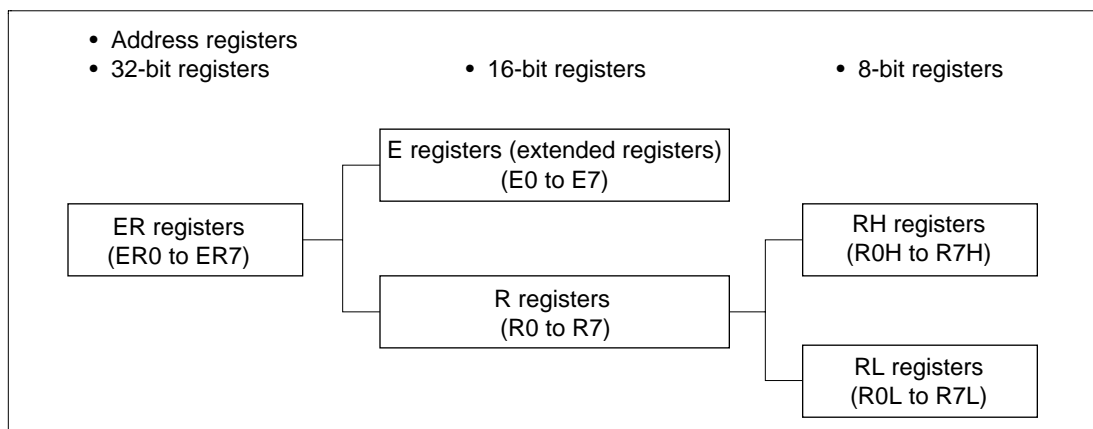 • Address registers
• 32-bit registers
• 16-bit registers
• 8-bit registers
E registers (extended registers)
(E0 to E7)
ER registers
(ER0 to ER7)
RH registers
(R0H to R7H)
R registers
(R0 to R7)
RL registers
(R0L to R7L)